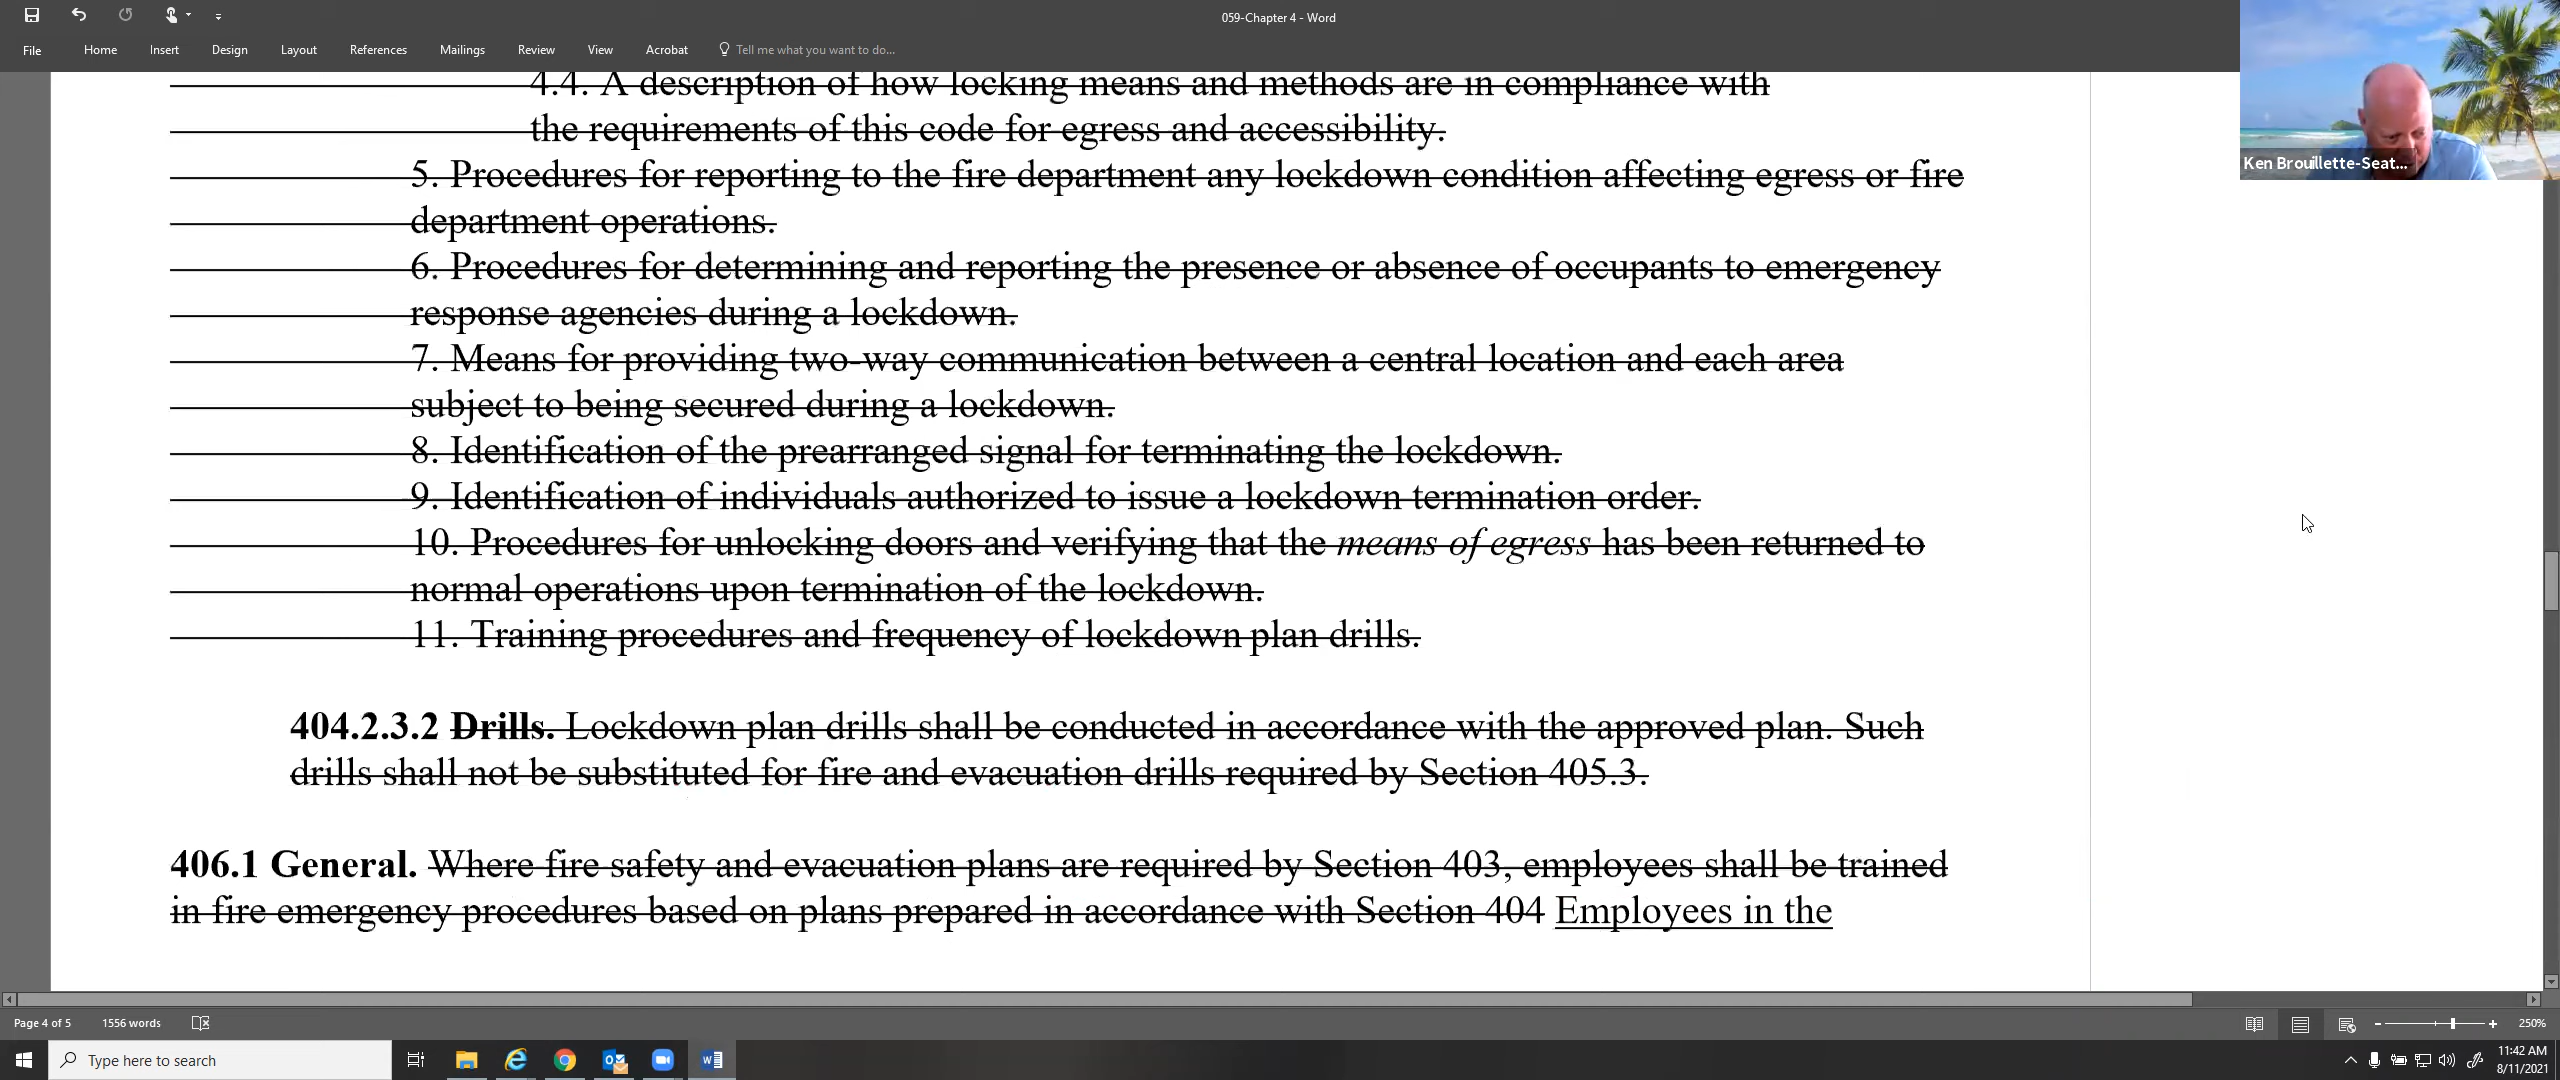 059-Chapter 4 - Word
File Home Insert Design Layout References Mailings Review View Acrobat Tell me what you want to do...
4.4. A description of how locking means and methods are in compliance with
the requirements of this code for egress and accessibility.
Ken Brouillette-Seat...
5. Procedures for reporting to the fire department any lockdown condition affecting egress or fire
department operations.
6. Procedures for determining and reporting the presence or absence of occupants to emergency
response agencies during a lockdown.
7. Means for providing two-way communication between a central location and each area
subject to being secured during a lockdown.
8. Identification of the prearranged signal for terminating the lockdown.
9. Identification of individuals authorized to issue a lockdown termination order.
10. Procedures for unlocking doors and verifying that the means of egress has been returned to
normal operations upon termination of the lockdown.
11. Training procedures and frequency of lockdown plan drills.
404.2.3.2 Drills. Lockdown plan drills shall be conducted in accordance with the approved plan. Such
drills shall not be substituted for fire and evacuation drills required by Section 405.3.
406.1 General. Where fire safety and evacuation plans are required by Section 403, employees shall be trained
in fire emergency procedures based on plans prepared in accordance with Section 404 Employees in the
Page 4 of 5 1556 words 250%
Type here to search 11:42 AM
8/11/2021